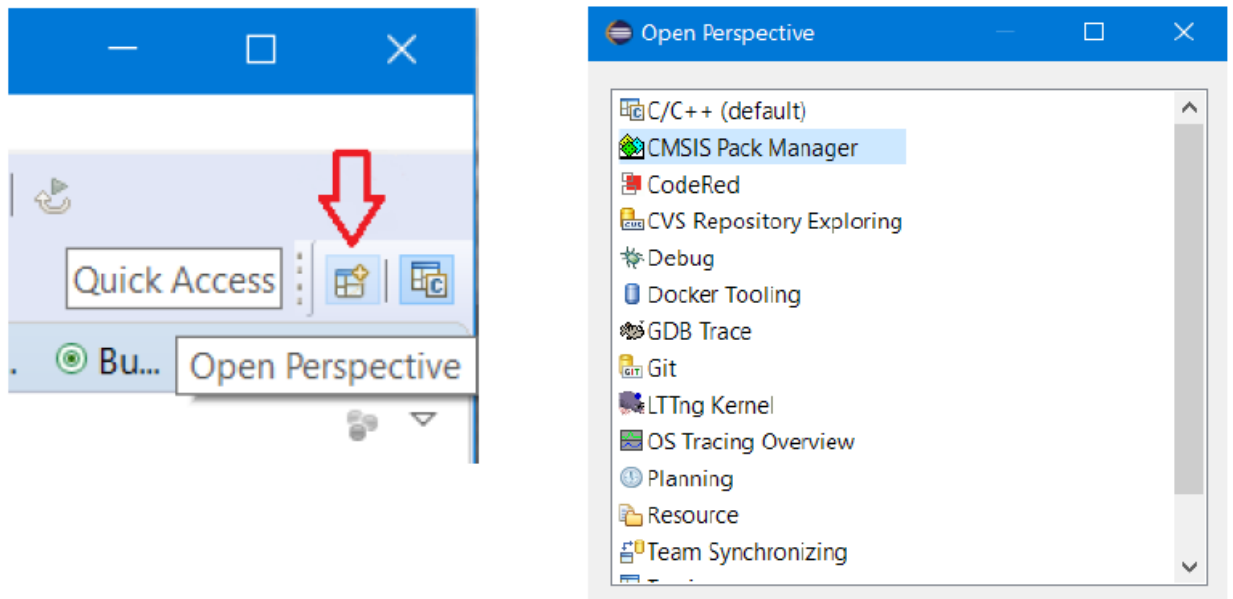 Quick Access
Bu...
Open Perspective
Open Perspective
C/C++ (default)
CMSIS Pack Manager
CodeRed
CVS Repository Exploring
Debug
Docker Tooling
GDB Trace
Git
LTTng Kernel
OS Tracing Overview
Planning
Resource
Team Synchronizing